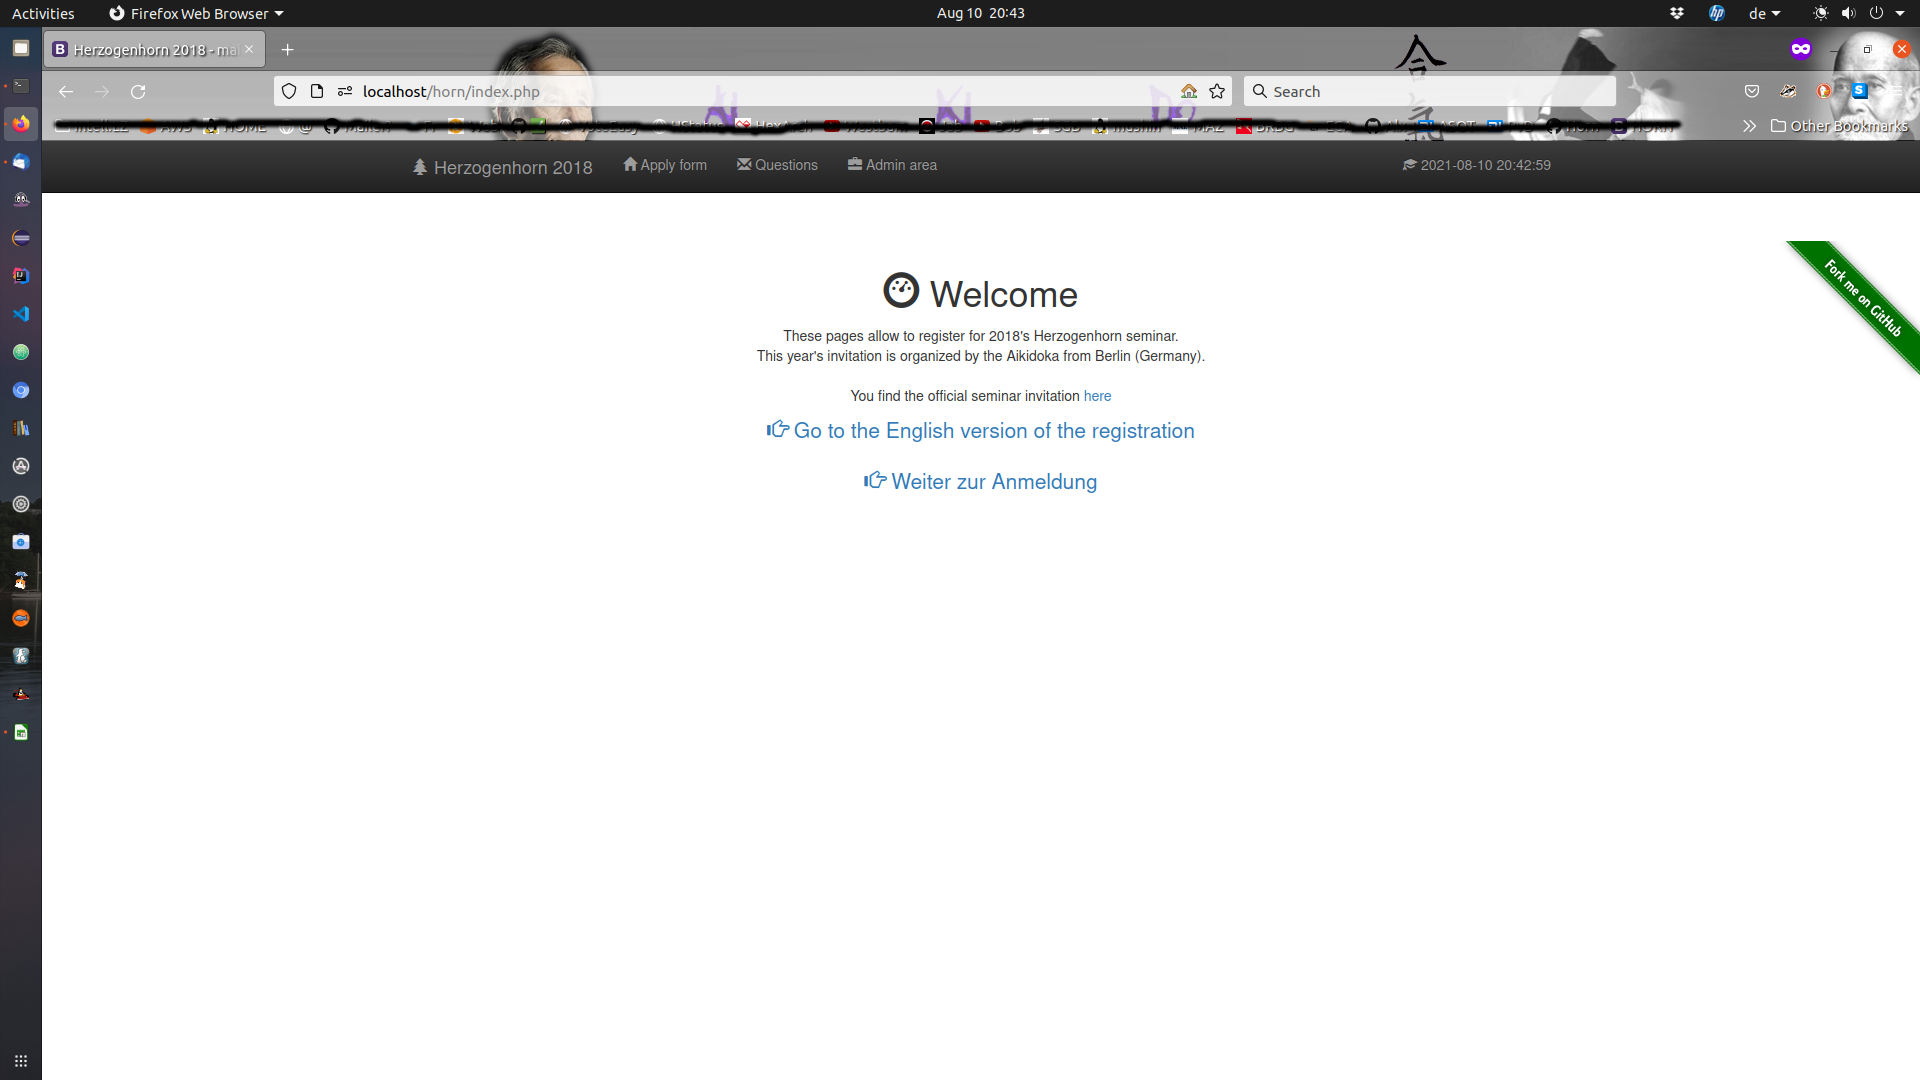 Activities
Firefox Web Browser
Aug 10 20:43
de
Herzogenhorn 2018 - ma
localhost/horn/index.php
Search
AWS
HOME
Other Bookmarks
Herzogenhorn 2018
Apply form
Questions
Admin area
2021-08-10 20:42:59
Fork me on GitHub
Welcome
These pages allow to register for 2018's Herzogenhorn seminar.
This year's invitation is organized by the Aikidoka from Berlin (Germany).
You find the official seminar invitation here
Go to the English version of the registration
Weiter zur Anmeldung